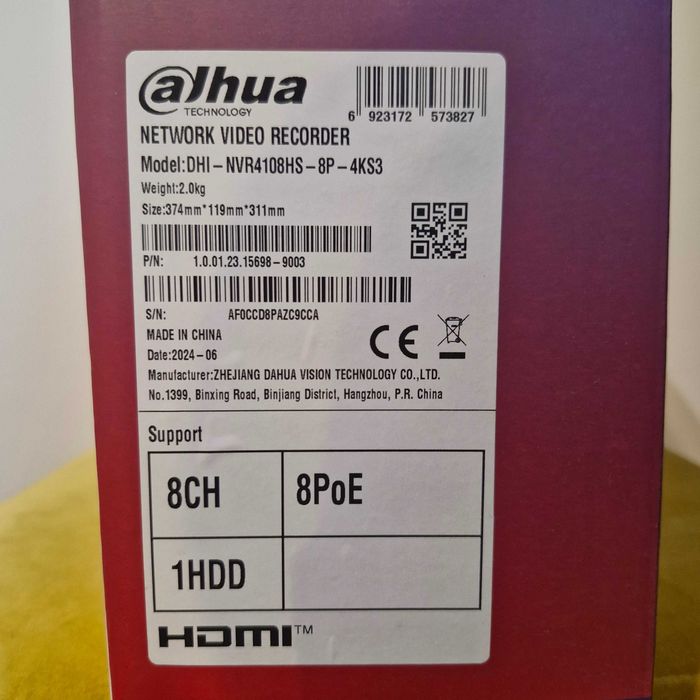 alhua
TECHNOLOGY
6 923172 573827
NETWORK VIDEO RECORDER
Model:DHI-NVR4108HS-8P-4KS3
Weight:2.0kg
Size:374mm*119mm*311mm
P/N: 1.0.01.23.15698-9003
S/N: AF0CCD8PAZC9CCA
MADE IN CHINA
Date:2024-06
CE
Manufacturer:ZHEJIANG DAHUA VISION TECHNOLOGY CO.,LTD.
No.1399, Binxing Road, Binjiang District, Hangzhou, P.R. China
Support
8CH 8PoE
1HDD
HDMI™